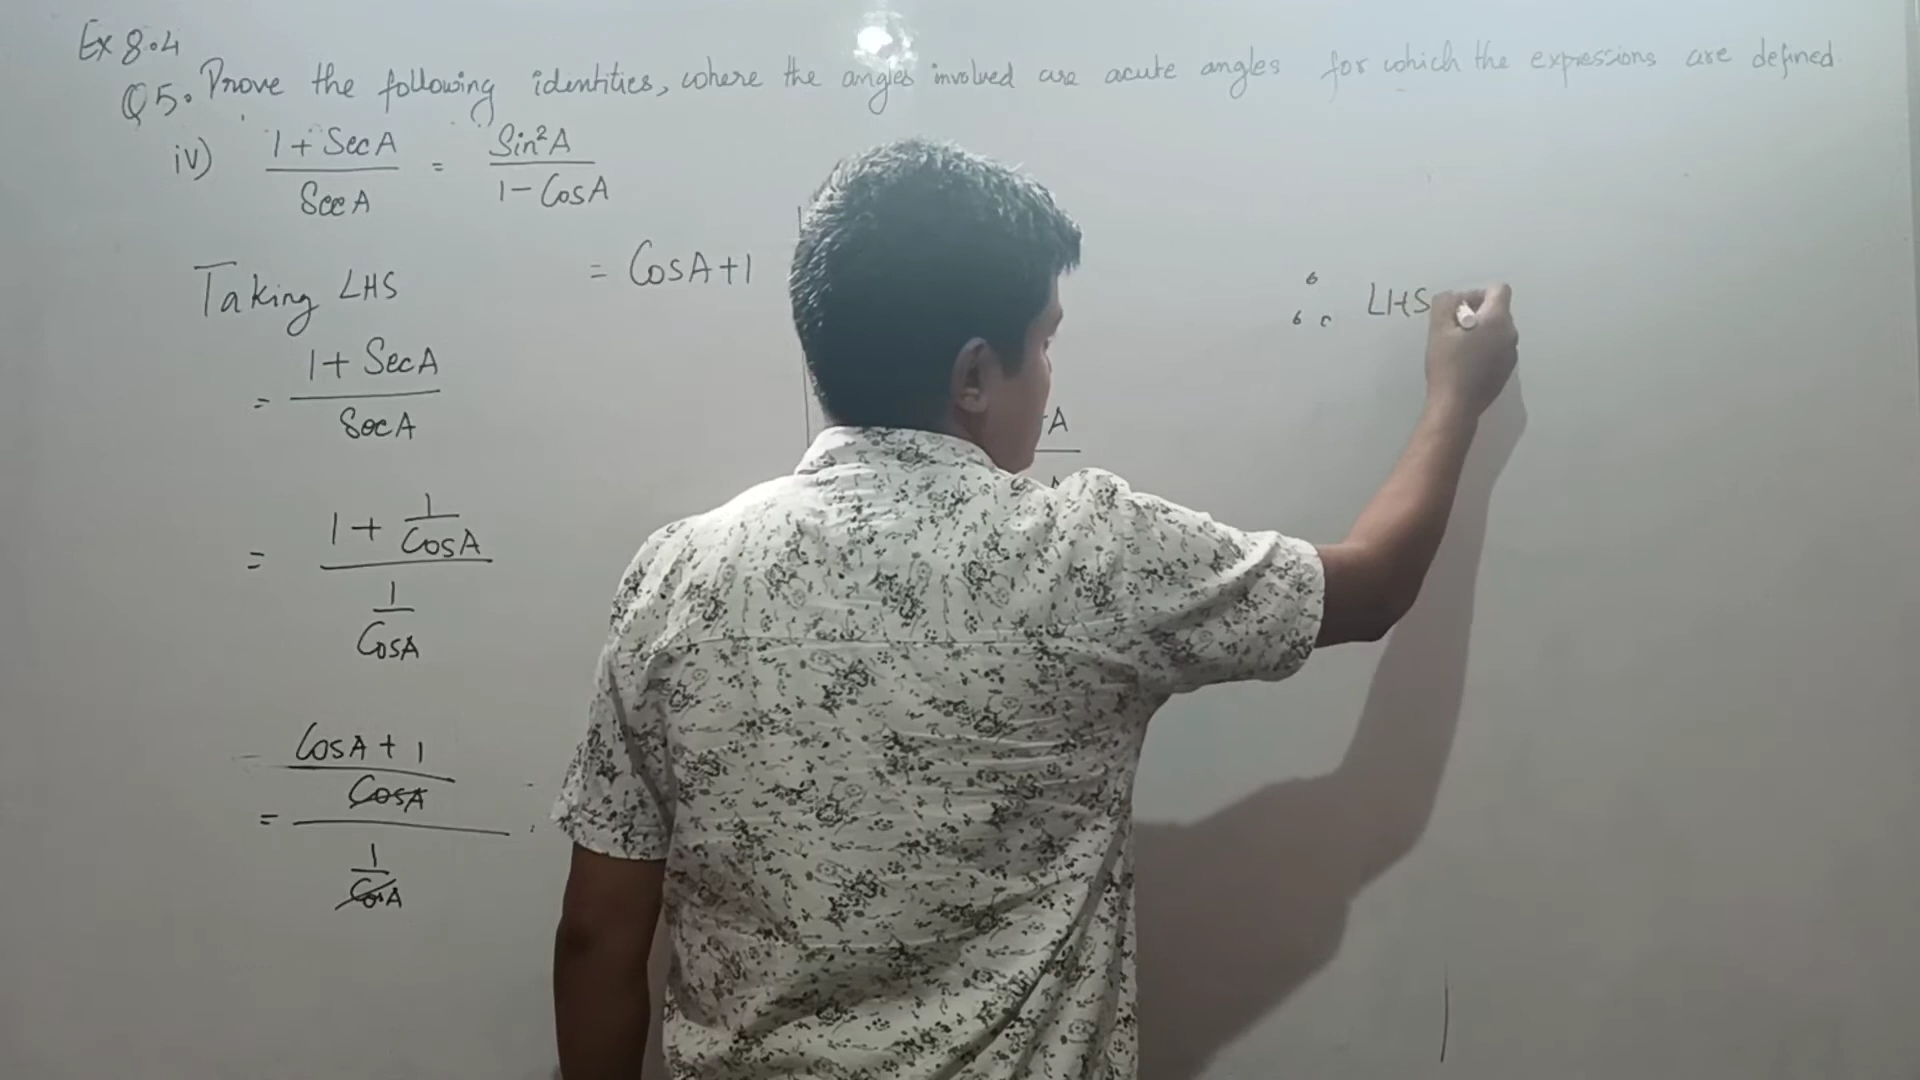 Ex 8.4
Q5. Prove the following identities, where the angles involved are acute angles for which the expressions are defined.
iv) 1 + SecA / SecA = Sin²A / 1 - CosA
Taking LHS
= 1 + SecA / SecA
= 1 + 1/CosA / 1/CosA
= CosA + 1 / CosA / 1/CosA
= CosA + 1
A
∴ LHS